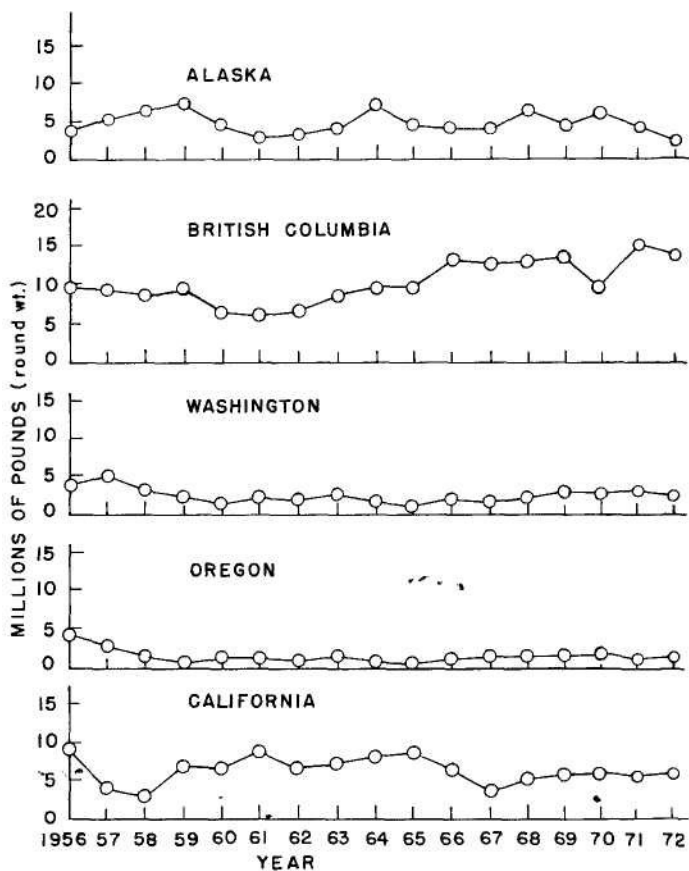 15
10
5
0
ALASKA
20
15
10
5
0
BRITISH COLUMBIA
15
10
5
0
WASHINGTON
15
10
5
0
OREGON
15
10
5
0
CALIFORNIA
MILLIONS OF POUNDS (round wt.)
1956 57 58 59 60 61 62 63 64 65 66 67 68 69 70 71 72
YEAR